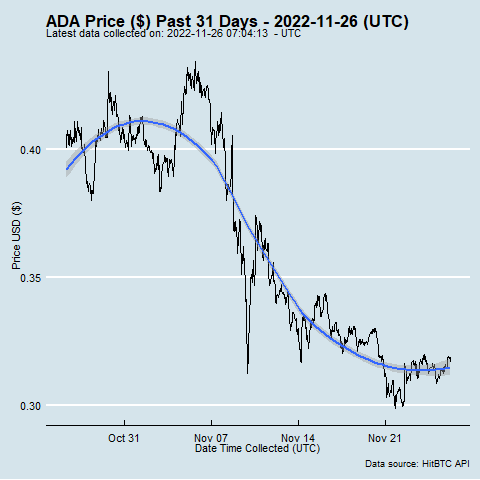 ADA Price ($) Past 31 Days - 2022-11-26 (UTC)
Latest data collected on: 2022-11-26 07:04:13 - UTC
Price USD ($)
0.40
0.35
0.30
Oct 31 Nov 07 Nov 14 Nov 21
Date Time Collected (UTC)
Data source: HitBTC API